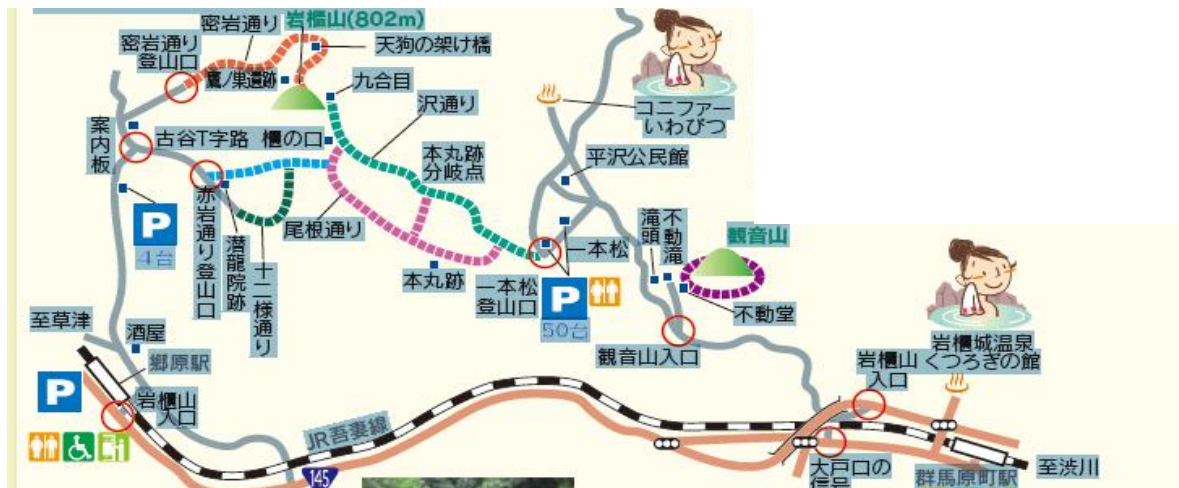 密岩通り
岩櫃山(802m)
密岩通り
登山口
天狗の架け橋
鷹ノ巣遺跡
九合目
沢通り
コニファー
いわびつ
案内板
古谷T字路
櫃の口
本丸跡
分岐点
平沢公民館
P
4台
赤岩通り登山口
潜龍院跡
十二様通り
尾根通り
本丸跡
一本松
一本松
登山口
P
50台
滝頭
不動滝
観音山
不動堂
観音山入口
至草津
酒屋
郷原駅
P
岩櫃山
入口
JR吾妻線
145
岩櫃城温泉
くつろぎの館
岩櫃山
入口
大戸口の
信号
群馬原町駅
至渋川